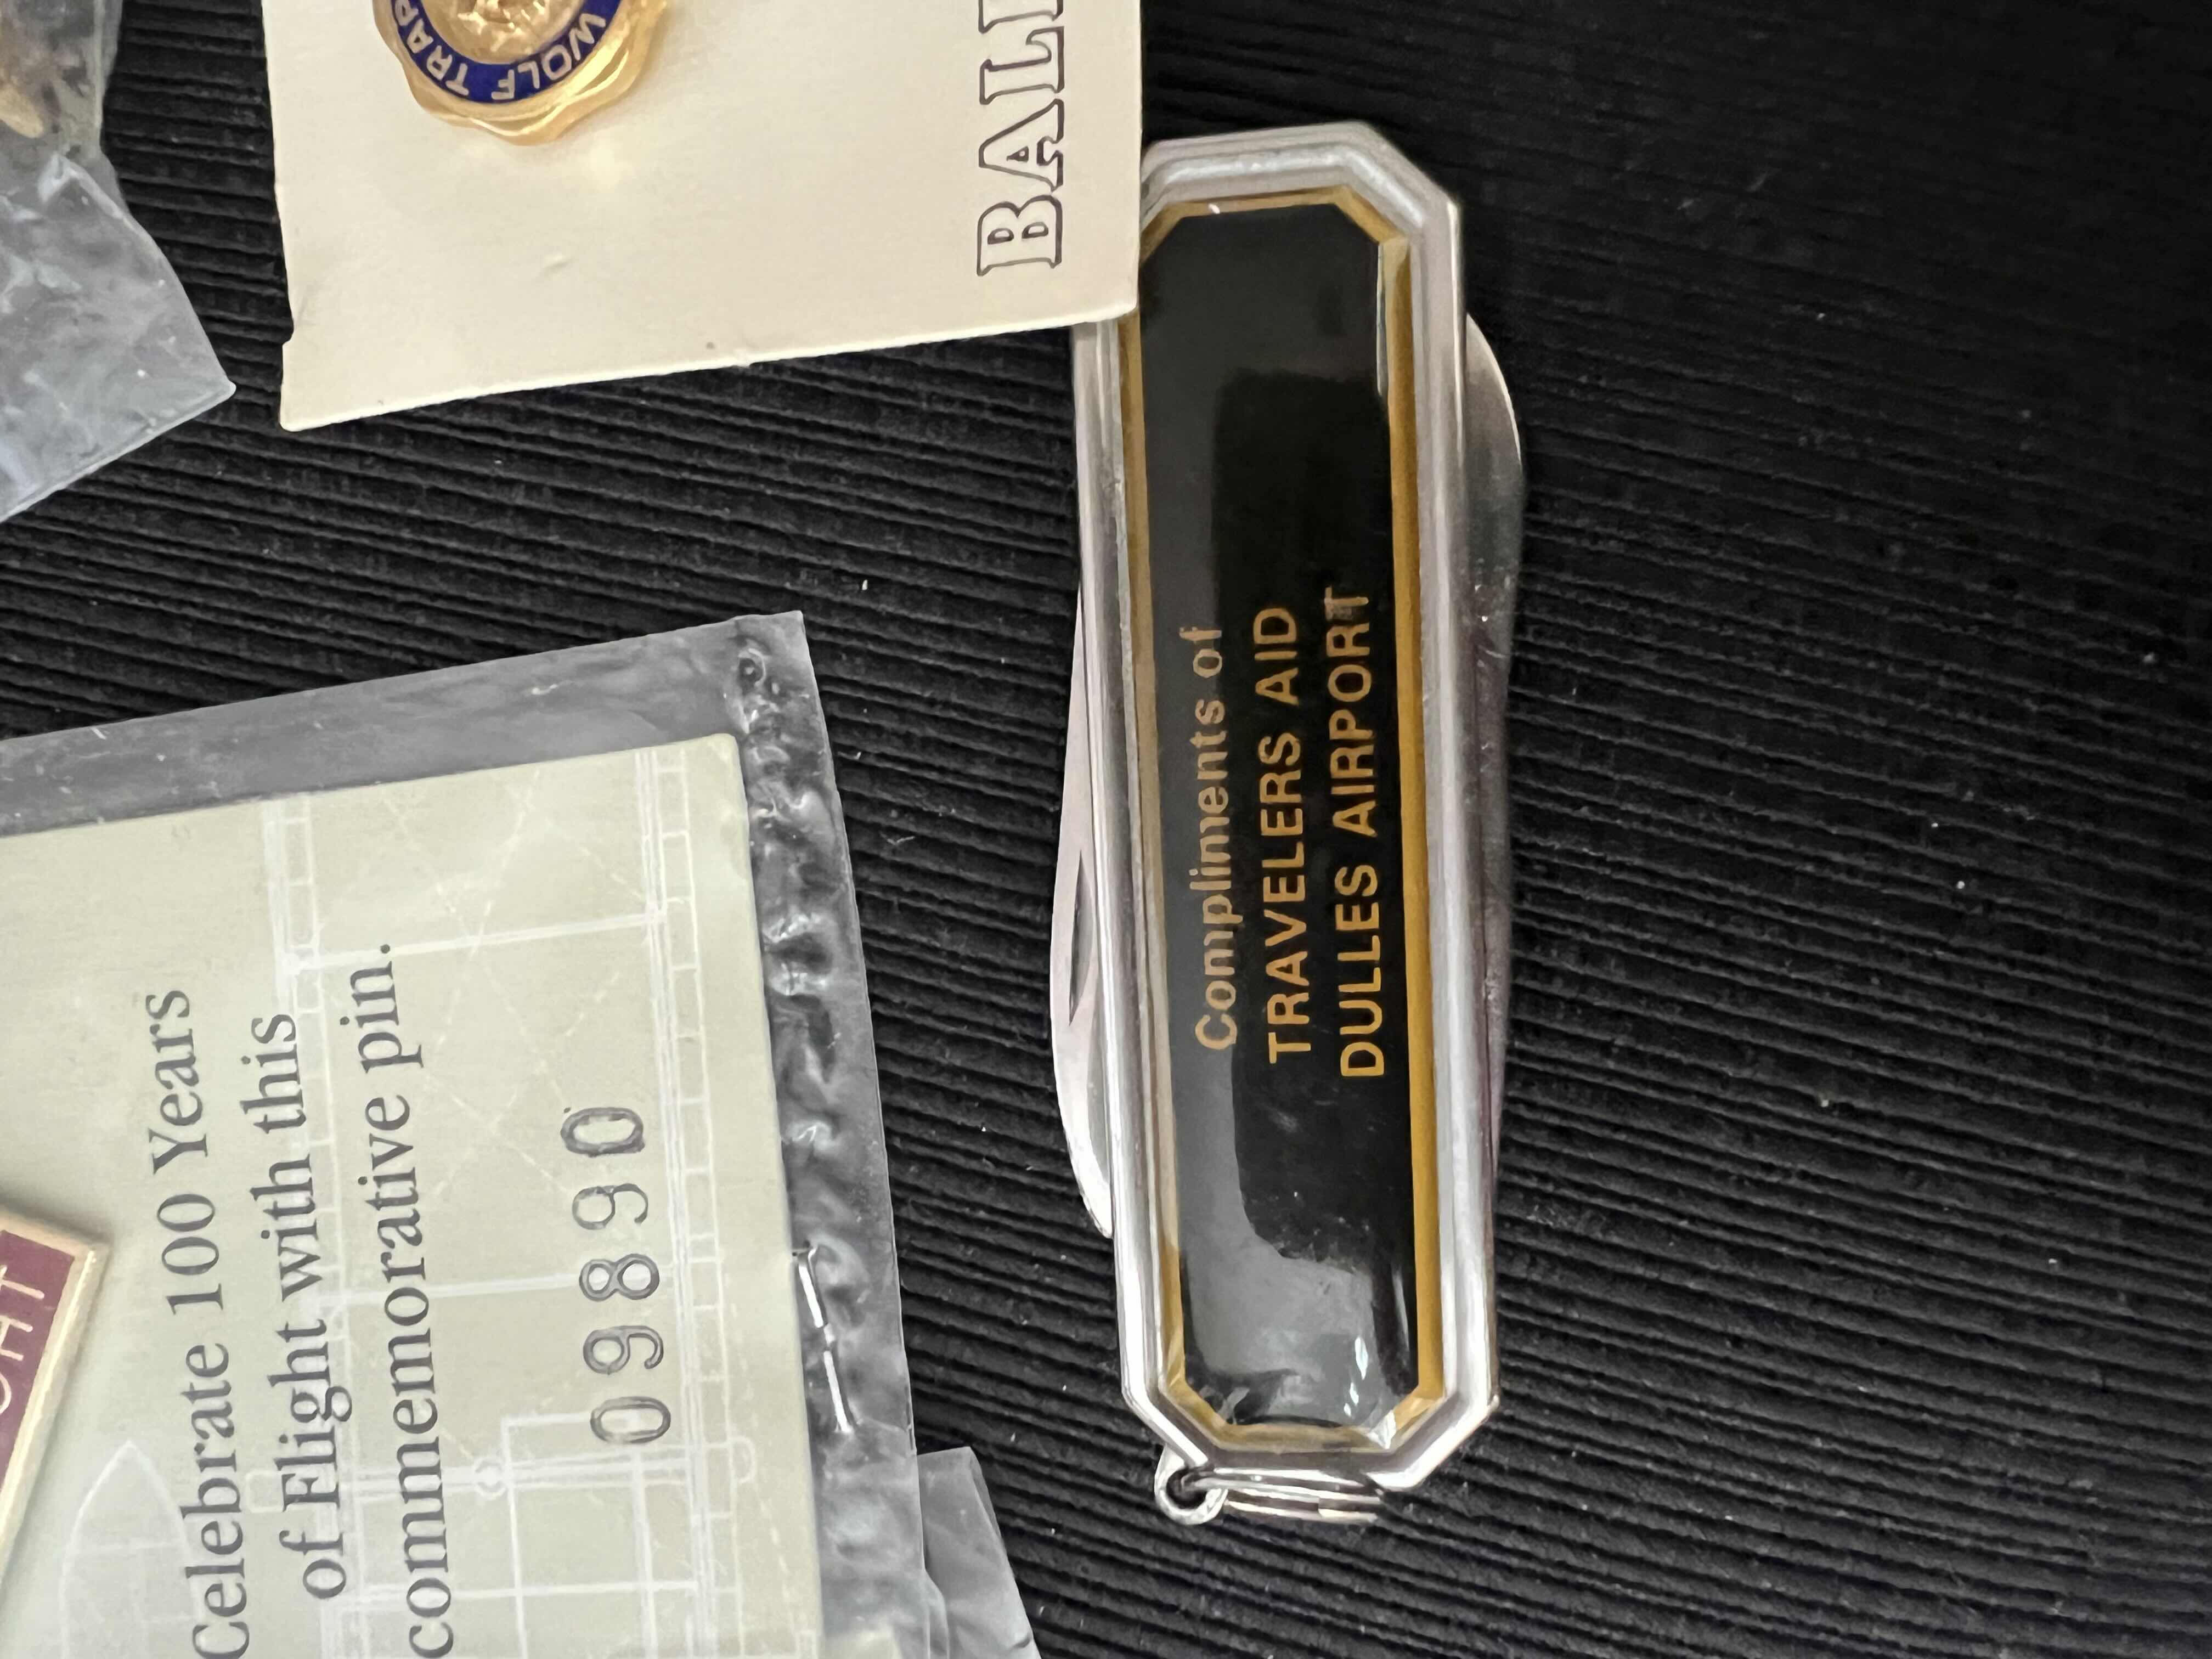 WOLF TRAP
BALL
Compliments of
TRAVELERS AID
DULLES AIRPORT
Celebrate 100 Years
of Flight with this
commemorative pin.
09890